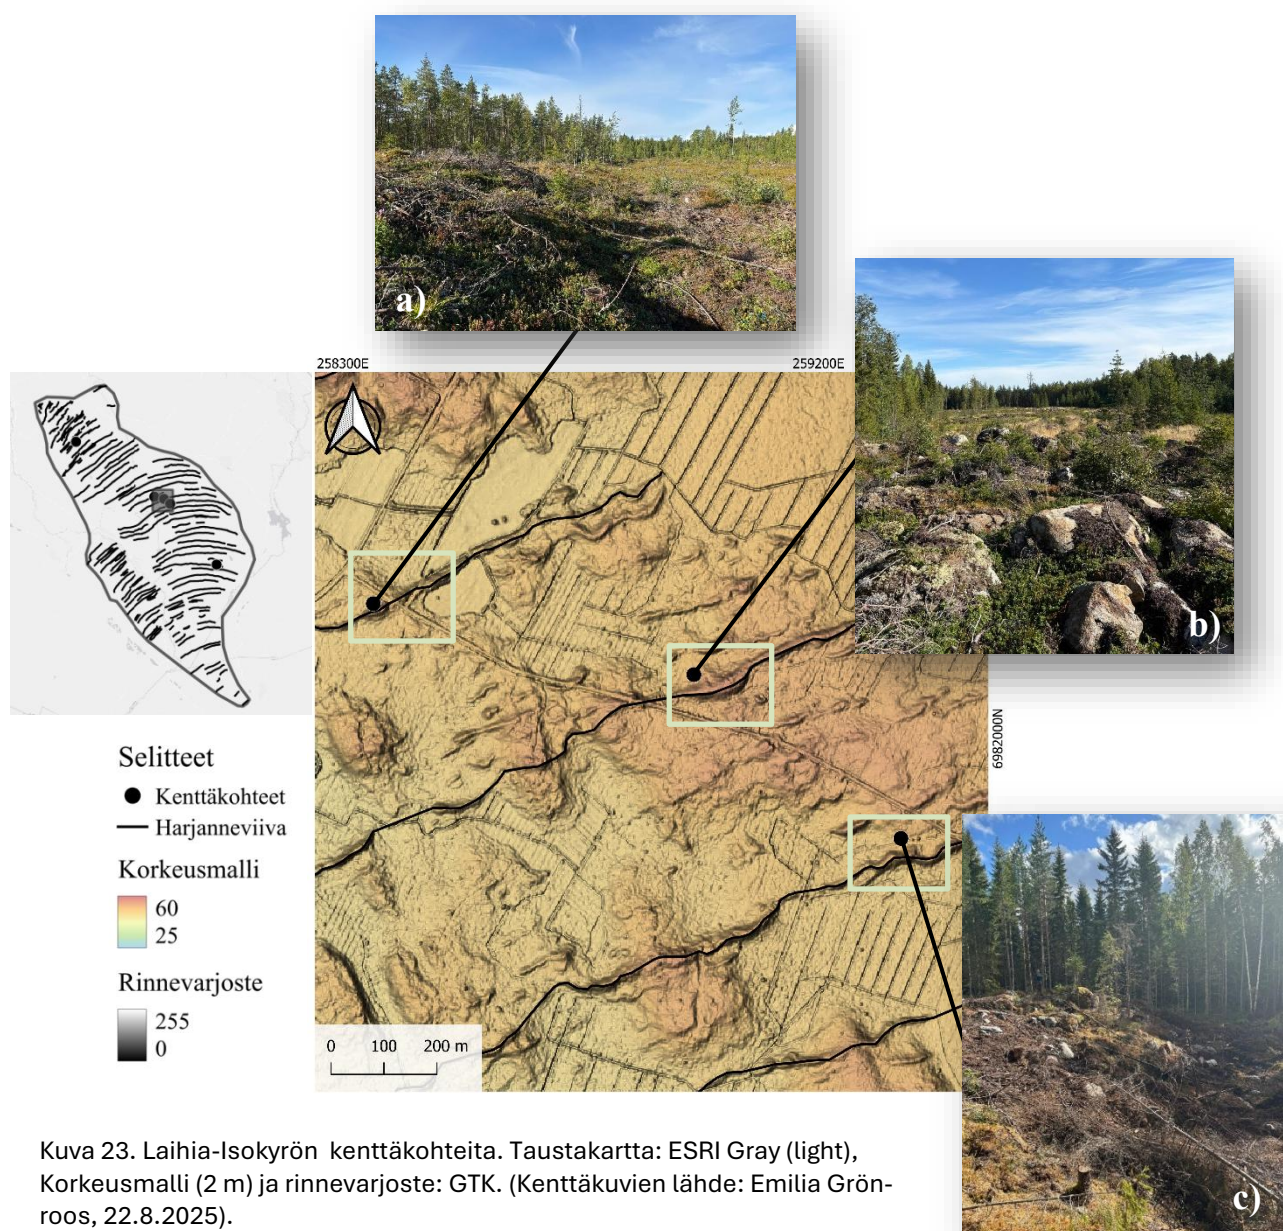 a)
258300E
259200E
b)
6982000N
Selitteet
Kenttäkohteet
Harjanneviiva
Korkeusmalli
60
25
Rinnevarjoste
255
0
0 100 200 m
c)
Kuva 23. Laihia-Isokyrön kenttäkohteita. Taustakartta: ESRI Gray (light),
Korkeusmalli (2 m) ja rinnevarjoste: GTK. (Kenttäkuvien lähde: Emilia Grön-
roos, 22.8.2025).